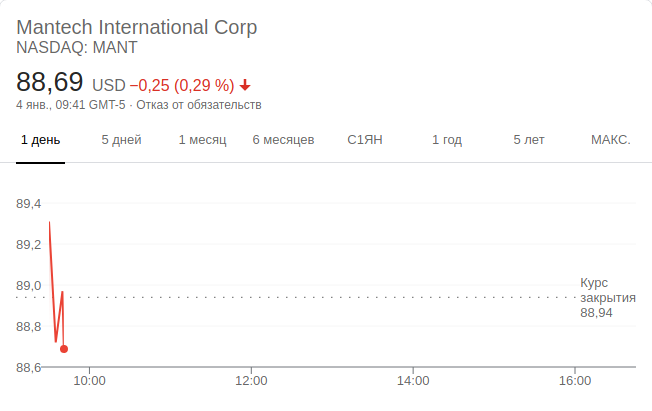 Mantech International Corp
NASDAQ: MANT
88,69 USD −0,25 (0,29 %)
4 янв., 09:41 GMT-5 · Отказ от обязательств
1 день 5 дней 1 месяц 6 месяцев С1ЯН 1 год 5 лет МАКС.
89,4
89,2
89,0
88,8
88,6
Курс
закрытия
88,94
10:00 12:00 14:00 16:00